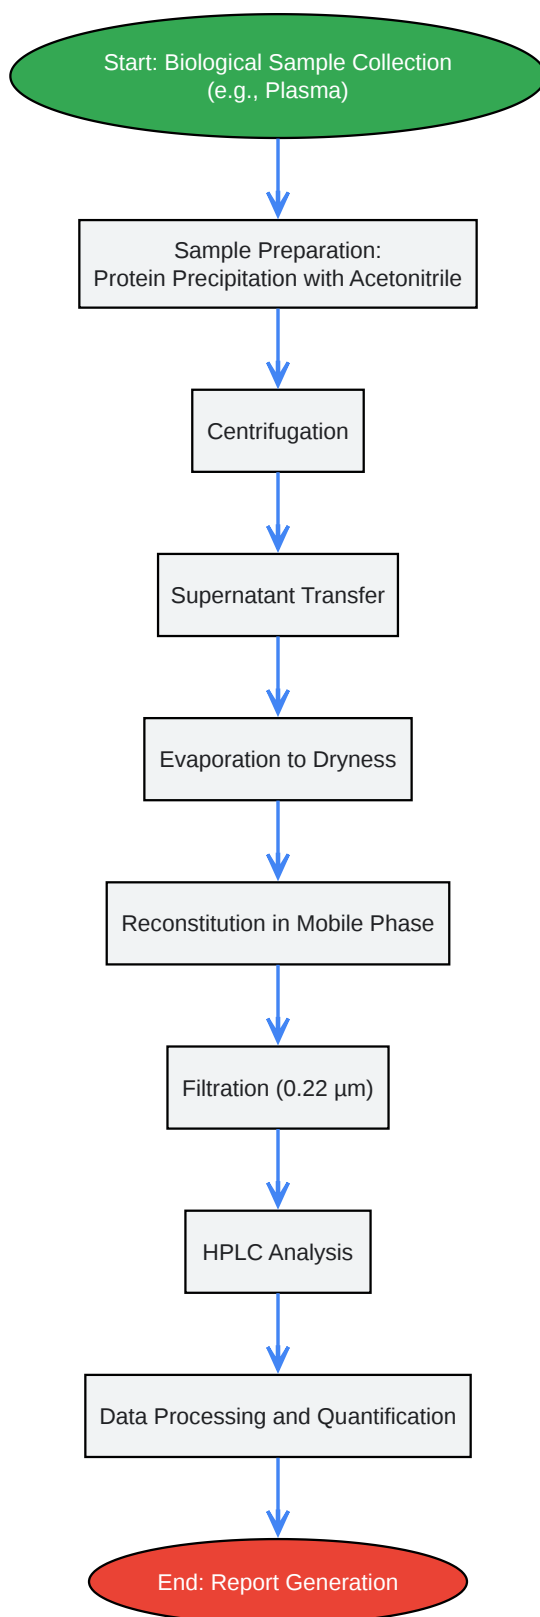 Start: Biological Sample Collection
(e.g., Plasma)
Sample Preparation:
Protein Precipitation with Acetonitrile
Centrifugation
Supernatant Transfer
Evaporation to Dryness
Reconstitution in Mobile Phase
Filtration (0.22 µm)
HPLC Analysis
Data Processing and Quantification
End: Report Generation